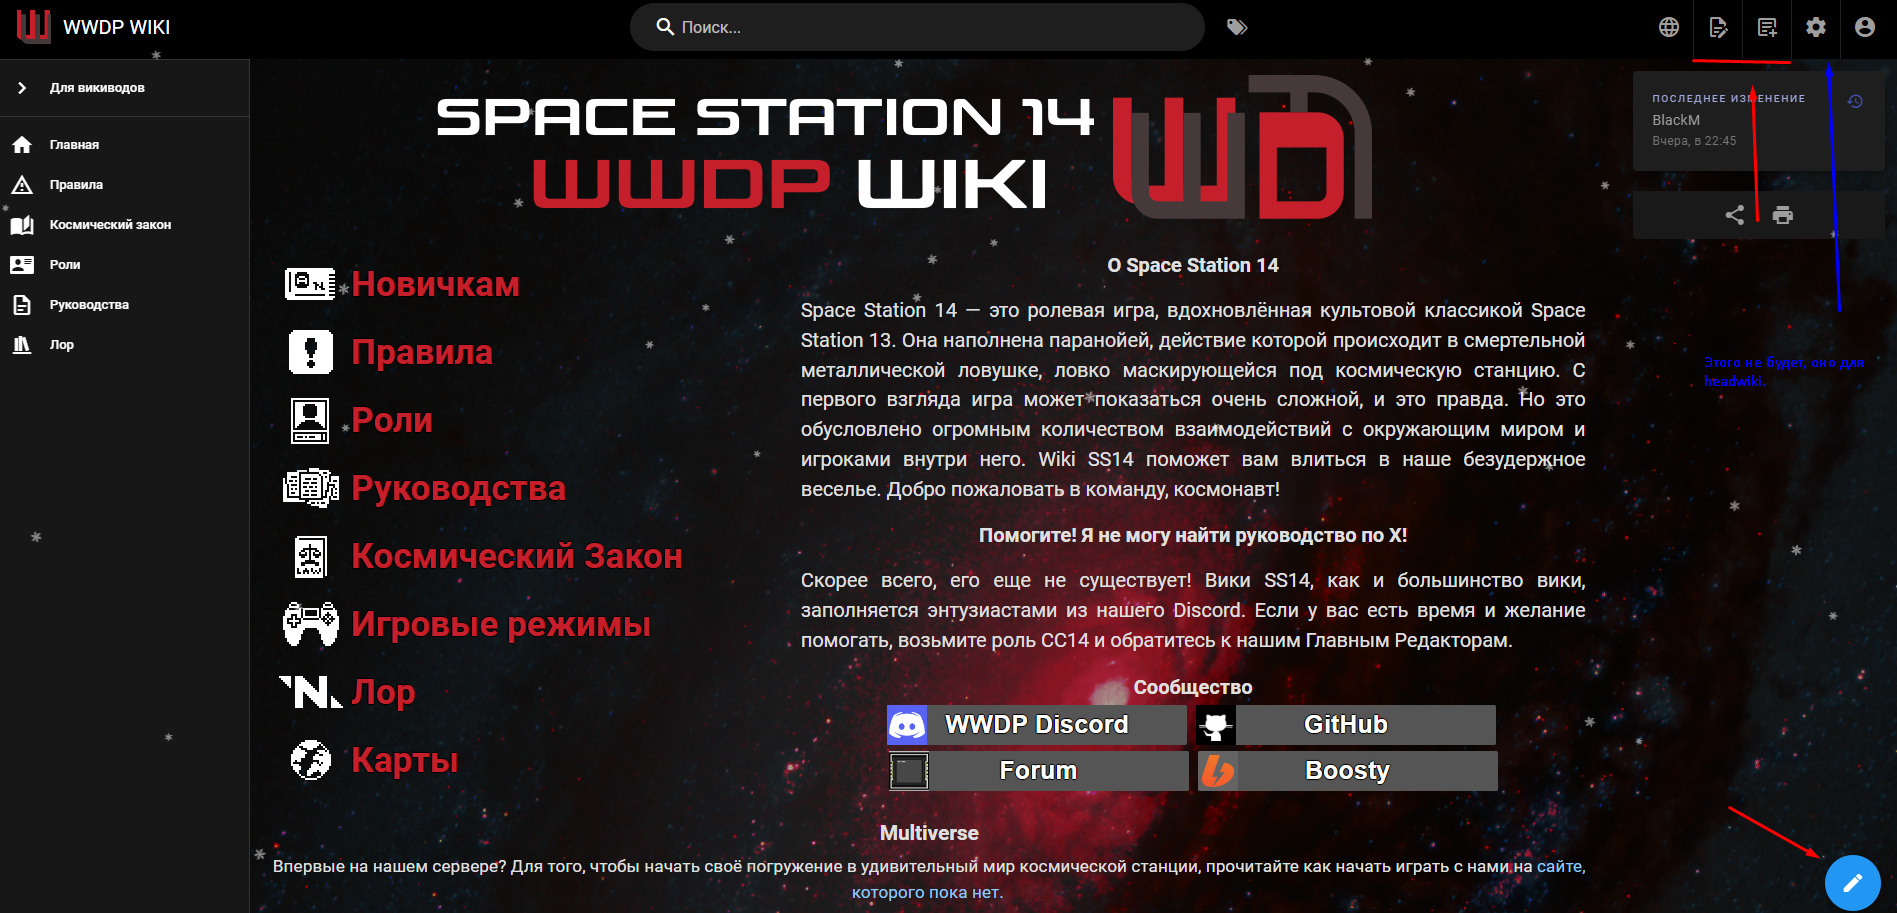 WWDP WIKI
Поиск...
Для викиводов
Главная
Правила
Космический закон
Роли
Руководства
Лор
SPACE STATION 14
WWDP WIKI
ПОСЛЕДНЕЕ ИЗМЕНЕНИЕ
BlackM
Вчера, в 22:45
Этого не будет, оно для
headwiki.
Новичкам
Правила
Роли
Руководства
LAW
Космический Закон
Игровые режимы
Лор
Карты
О Space Station 14
Space Station 14 — это ролевая игра, вдохновлённая культовой классикой Space
Station 13. Она наполнена паранойей, действие которой происходит в смертельной
металлической ловушке, ловко маскирующейся под космическую станцию. С
первого взгляда игра может показаться очень сложной, и это правда. Но это
обусловлено огромным количеством взаимодействий с окружающим миром и
игроками внутри него. Wiki SS14 поможет вам влиться в наше безудержное
веселье. Добро пожаловать в команду, космонавт!
Помогите! Я не могу найти руководство по X!
Скорее всего, его еще не существует! Вики SS14, как и большинство вики,
заполняется энтузиастами из нашего Discord. Если у вас есть время и желание
помогать, возьмите роль СС14 и обратитесь к нашим Главным Редакторам.
Сообщество
WWDP Discord
GitHub
Forum
Boosty
Multiverse
Впервые на нашем сервере? Для того, чтобы начать своё погружение в удивительный мир космической станции, прочитайте как начать играть с нами на сайте,
которого пока нет.